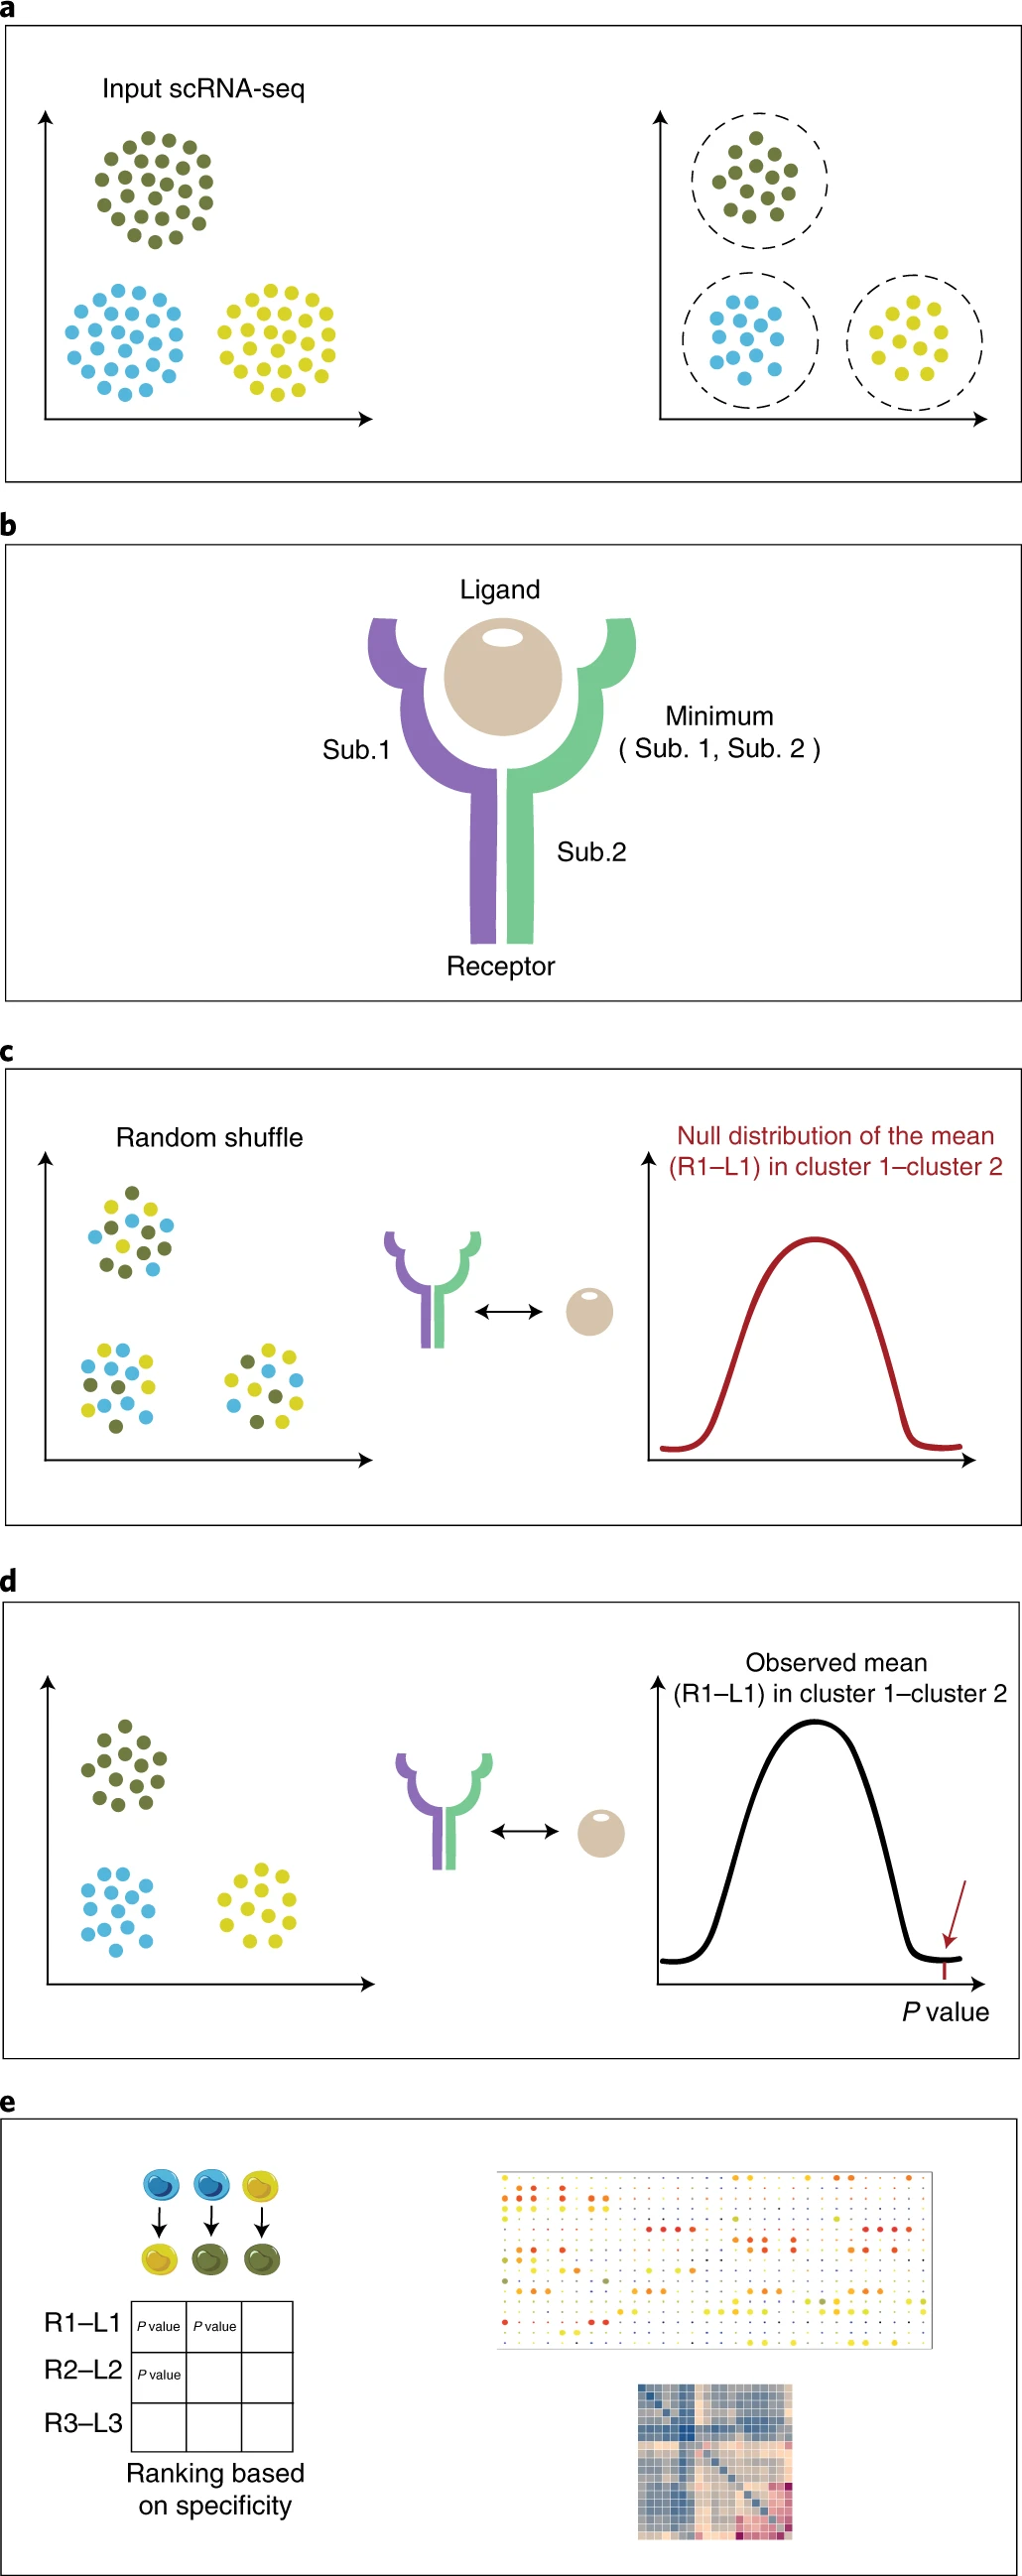 a
Input scRNA-seq
b
Ligand
Sub.1
Minimum
( Sub. 1, Sub. 2 )
Sub.2
Receptor
c
Random shuffle
Null distribution of the mean
(R1–L1) in cluster 1–cluster 2
d
Observed mean
(R1–L1) in cluster 1–cluster 2
P value
e
R1–L1 P value P value
R2–L2 P value
R3–L3
Ranking based
on specificity